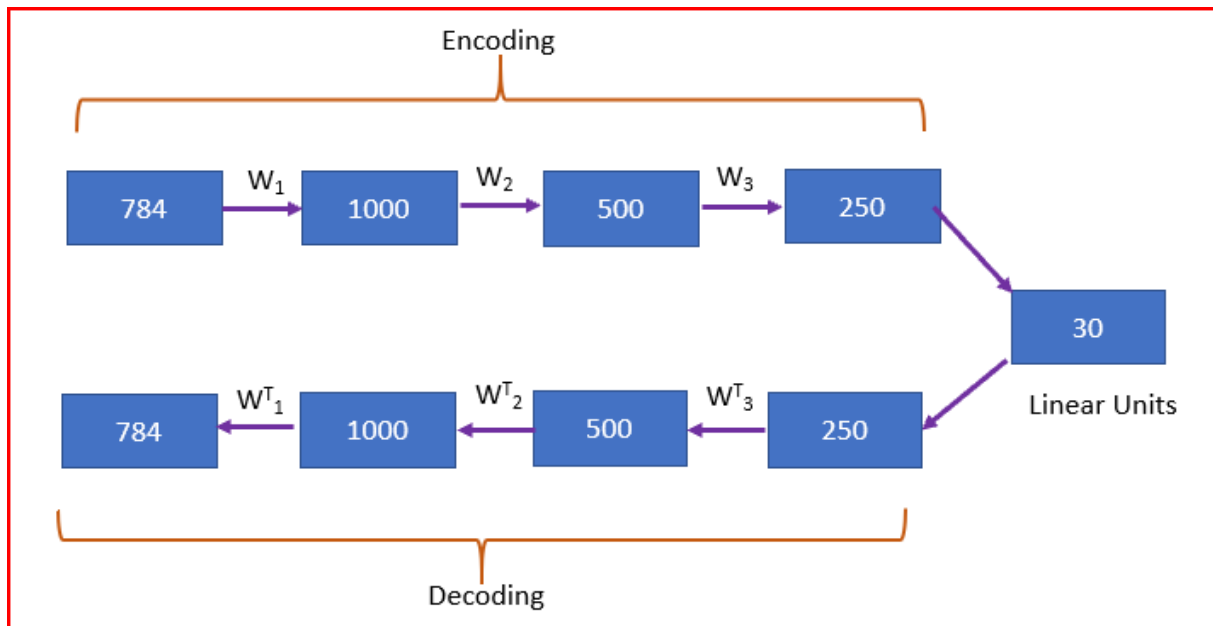 Encoding
W₁
W₂
W₃
784
1000
500
250
30
Linear Units
Wᵀ₁
Wᵀ₂
Wᵀ₃
784
1000
500
250
Decoding